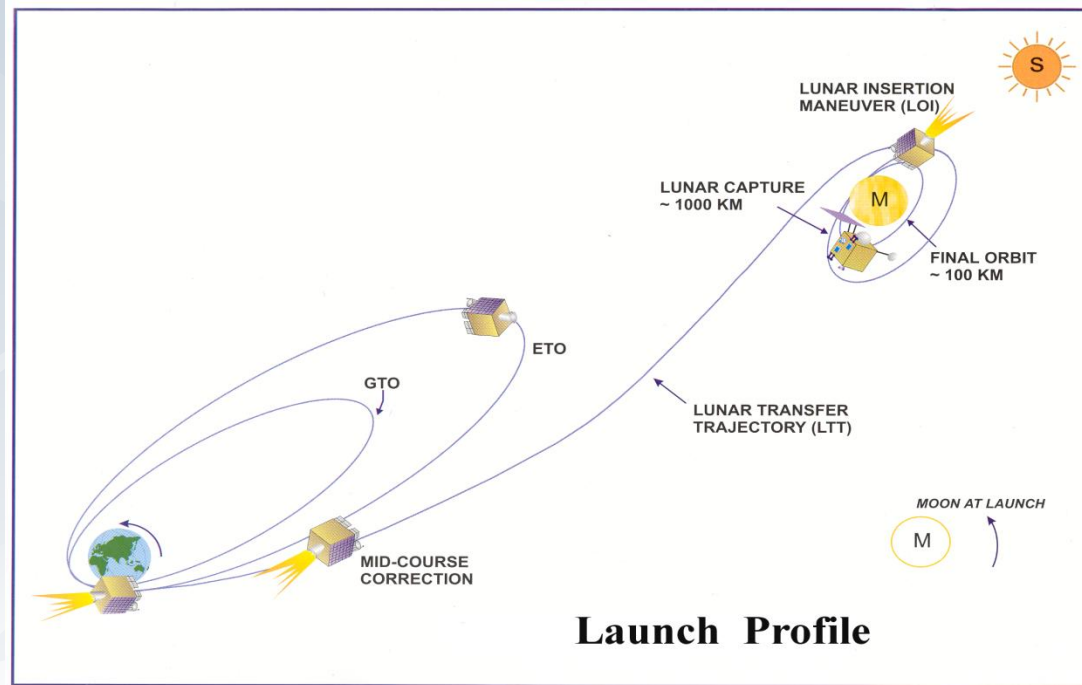 S
LUNAR INSERTION
MANEUVER (LOI)
LUNAR CAPTURE
~ 1000 KM
M
FINAL ORBIT
~ 100 KM
ETO
GTO
LUNAR TRANSFER
TRAJECTORY (LTT)
MOON AT LAUNCH
M
MID-COURSE
CORRECTION
Launch Profile